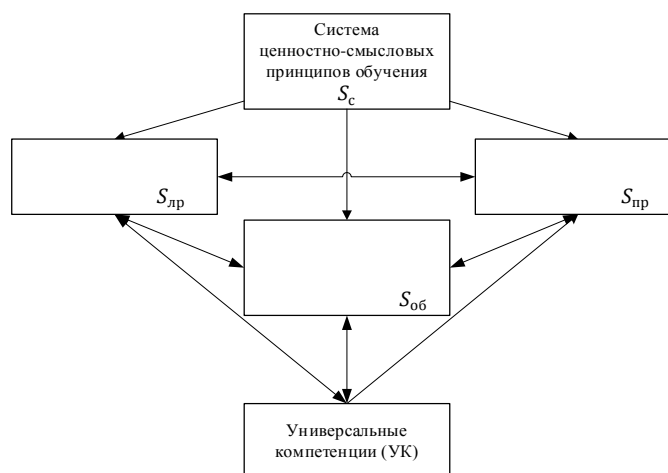 Система
ценностно-смысловых
принципов обучения
Sс
Sлр
Sпр
Sоб
Универсальные
компетенции (УК)